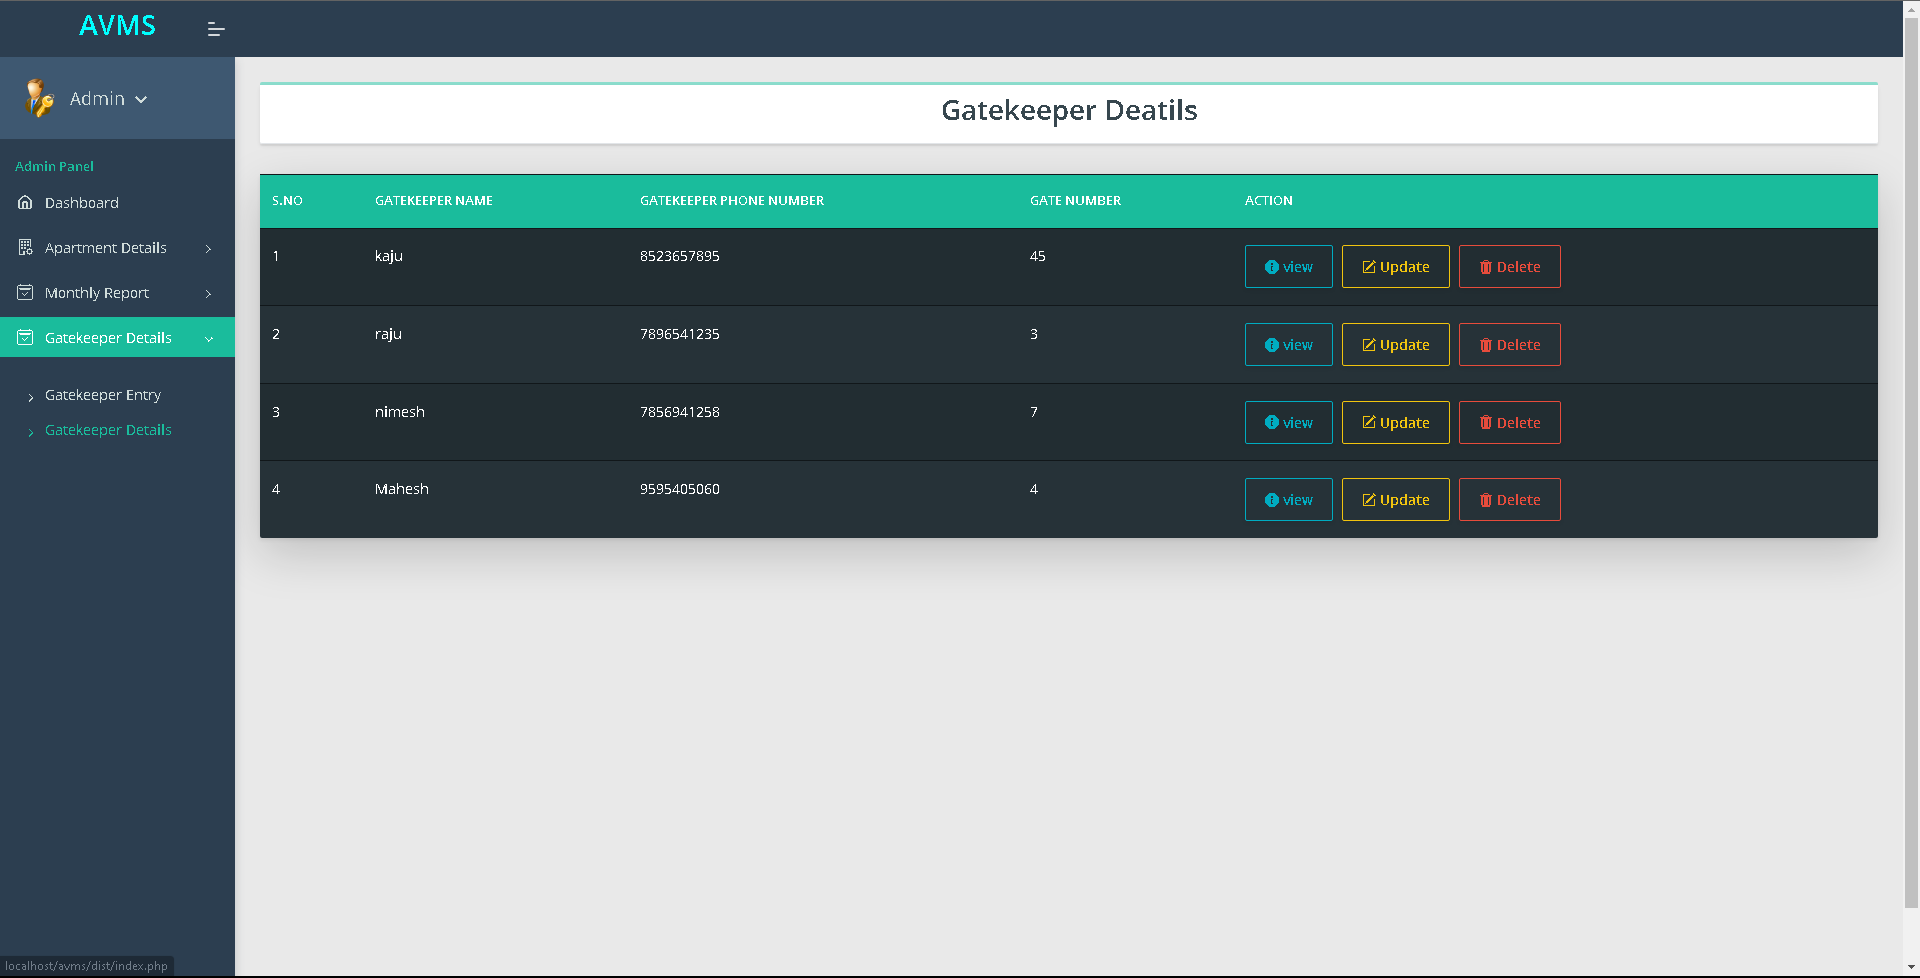 AVMS
Admin
Admin Panel
Dashboard
Apartment Details
Monthly Report
Gatekeeper Details
Gatekeeper Entry
Gatekeeper Details
Gatekeeper Deatils
S.NO GATEKEEPER NAME GATEKEEPER PHONE NUMBER GATE NUMBER ACTION
1 kaju 8523657895 45 view Update Delete
2 raju 7896541235 3 view Update Delete
3 nimesh 7856941258 7 view Update Delete
4 Mahesh 9595405060 4 view Update Delete
localhost/avms/dist/index.php